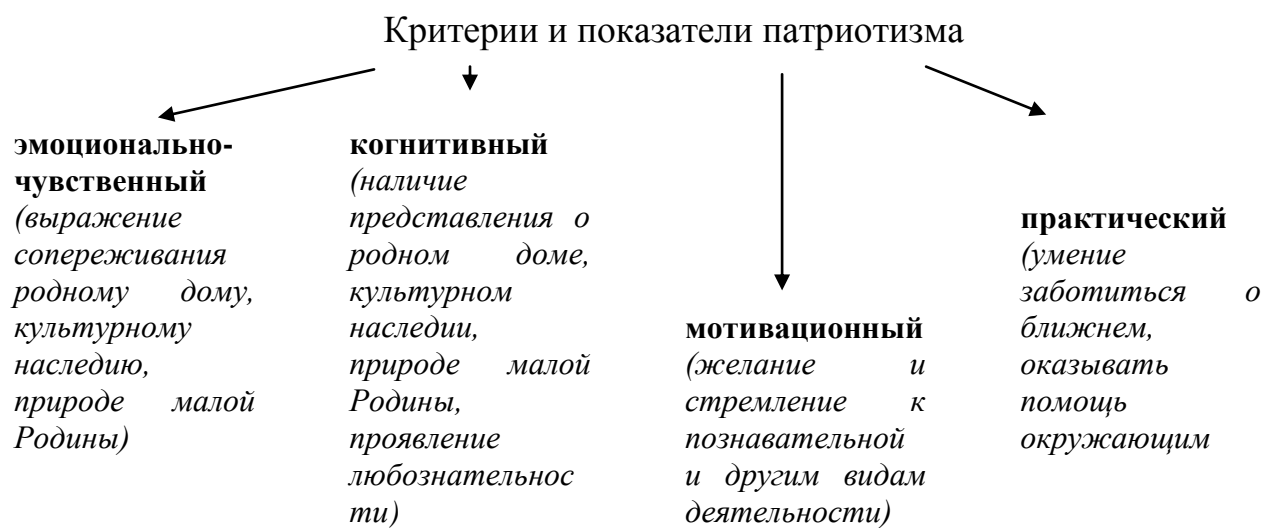 Критерии и показатели патриотизма
эмоционально-
чувственный
(выражение
сопереживания
родному дому,
культурному
наследию,
природе малой
Родины)
когнитивный
(наличие
представления о
родном доме,
культурном
наследии,
природе малой
Родины,
проявление
любознательнос
ти)
мотивационный
(желание и
стремление к
познавательной
и другим видам
деятельности)
практический
(умение
заботиться о
ближнем,
оказывать
помощь
окружающим